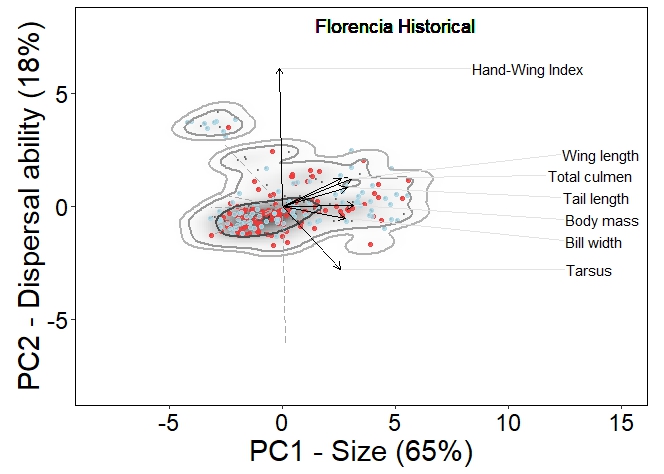 Florencia Historical
Hand-Wing Index
Wing length
Total culmen
Tail length
Body mass
Bill width
Tarsus
PC2 - Dispersal ability (18%)
5
0
-5
-5 0 5 10 15
PC1 - Size (65%)